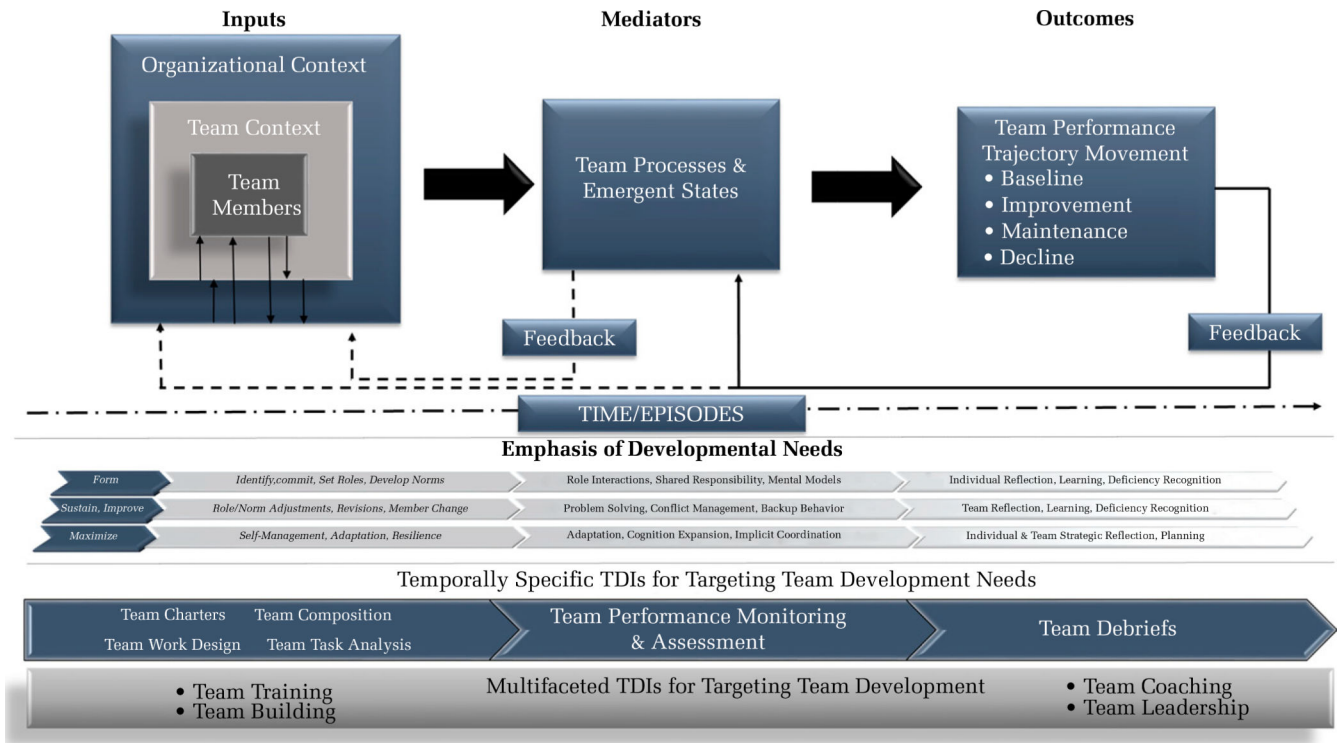 Inputs
Mediators
Outcomes
Organizational Context
Team Context
Team
Members
Team Processes &
Emergent States
Team Performance
Trajectory Movement
• Baseline
• Improvement
• Maintenance
• Decline
Feedback
Feedback
TIME/EPISODES
Emphasis of Developmental Needs
Form
Identify,commit, Set Roles, Develop Norms
Role Interactions, Shared Responsibility, Mental Models
Individual Reflection, Learning, Deficiency Recognition
Sustain, Improve
Role/Norm Adjustments, Revisions, Member Change
Problem Solving, Conflict Management, Backup Behavior
Team Reflection, Learning, Deficiency Recognition
Maximize
Self-Management, Adaptation, Resilience
Adaptation, Cognition Expansion, Implicit Coordination
Individual & Team Strategic Reflection, Planning
Temporally Specific TDIs for Targeting Team Development Needs
Team Charters
Team Composition
Team Work Design
Team Task Analysis
Team Performance Monitoring
& Assessment
Team Debriefs
• Team Training
• Team Building
Multifaceted TDIs for Targeting Team Development
• Team Coaching
• Team Leadership